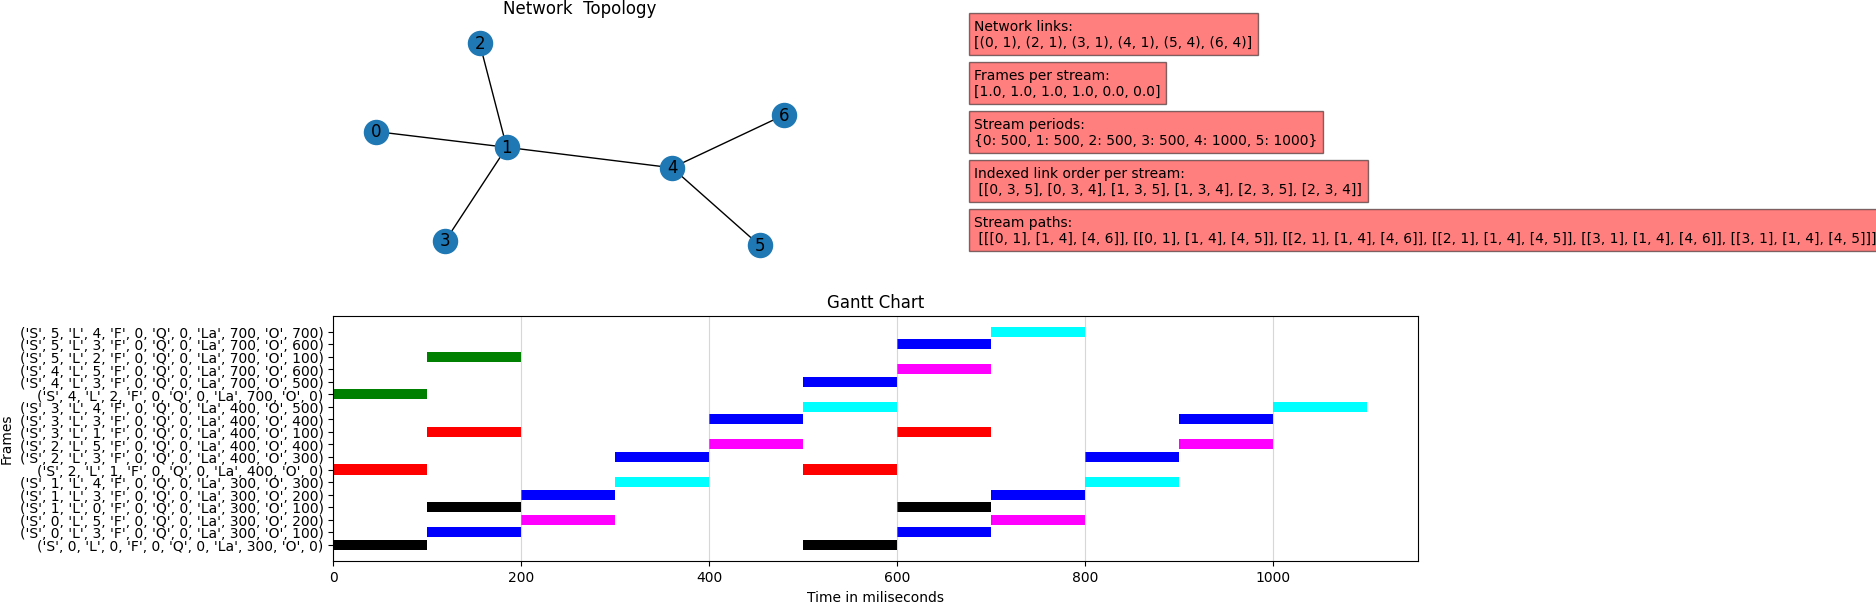 Network  Topology
2
0
1
6
4
3
5
Network links:
[(0, 1), (2, 1), (3, 1), (4, 1), (5, 4), (6, 4)]
Frames per stream:
[1.0, 1.0, 1.0, 1.0, 0.0, 0.0]
Stream periods:
{0: 500, 1: 500, 2: 500, 3: 500, 4: 1000, 5: 1000}
Indexed link order per stream:
[[0, 3, 5], [0, 3, 4], [1, 3, 5], [1, 3, 4], [2, 3, 5], [2, 3, 4]]
Stream paths:
[[[0, 1], [1, 4], [4, 6]], [[0, 1], [1, 4], [4, 5]], [[2, 1], [1, 4], [4, 6]], [[2, 1], [1, 4], [4, 5]], [[3, 1], [1, 4], [4, 6]], [[3, 1], [1, 4], [4, 5]]]
Gantt Chart
('S', 5, 'L', 4, 'F', 0, 'Q', 0, 'La', 700, 'O', 700)
('S', 5, 'L', 3, 'F', 0, 'Q', 0, 'La', 700, 'O', 600)
('S', 5, 'L', 2, 'F', 0, 'Q', 0, 'La', 700, 'O', 100)
('S', 4, 'L', 5, 'F', 0, 'Q', 0, 'La', 700, 'O', 600)
('S', 4, 'L', 3, 'F', 0, 'Q', 0, 'La', 700, 'O', 500)
('S', 4, 'L', 2, 'F', 0, 'Q', 0, 'La', 700, 'O', 0)
('S', 3, 'L', 4, 'F', 0, 'Q', 0, 'La', 400, 'O', 500)
('S', 3, 'L', 3, 'F', 0, 'Q', 0, 'La', 400, 'O', 400)
('S', 3, 'L', 1, 'F', 0, 'Q', 0, 'La', 400, 'O', 100)
('S', 2, 'L', 5, 'F', 0, 'Q', 0, 'La', 400, 'O', 400)
('S', 2, 'L', 3, 'F', 0, 'Q', 0, 'La', 400, 'O', 300)
('S', 2, 'L', 1, 'F', 0, 'Q', 0, 'La', 400, 'O', 0)
('S', 1, 'L', 4, 'F', 0, 'Q', 0, 'La', 300, 'O', 300)
('S', 1, 'L', 3, 'F', 0, 'Q', 0, 'La', 300, 'O', 200)
('S', 1, 'L', 0, 'F', 0, 'Q', 0, 'La', 300, 'O', 100)
('S', 0, 'L', 5, 'F', 0, 'Q', 0, 'La', 300, 'O', 200)
('S', 0, 'L', 3, 'F', 0, 'Q', 0, 'La', 300, 'O', 100)
('S', 0, 'L', 0, 'F', 0, 'Q', 0, 'La', 300, 'O', 0)
Frames
0 200 400 600 800 1000
Time in miliseconds